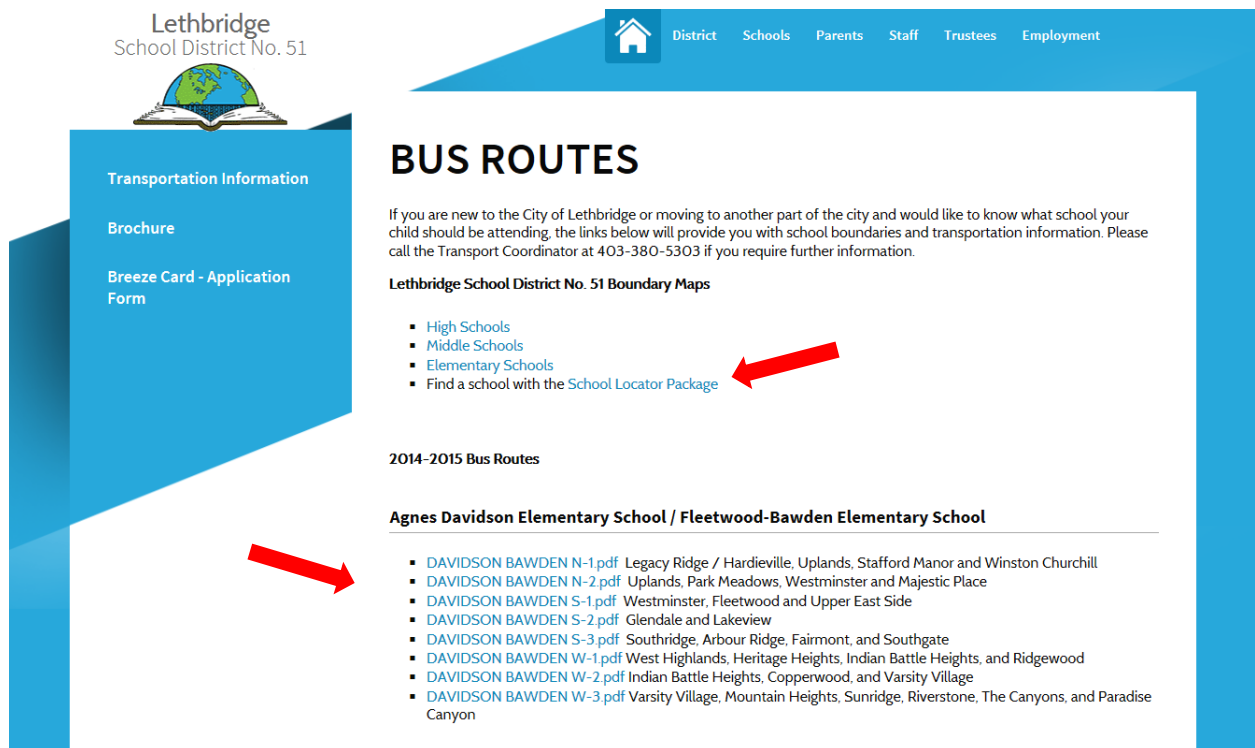 Lethbridge
School District No. 51
District Schools Parents Staff Trustees Employment
Transportation Information
Brochure
Breeze Card - Application
Form
BUS ROUTES
If you are new to the City of Lethbridge or moving to another part of the city and would like to know what school your
child should be attending, the links below will provide you with school boundaries and transportation information. Please
call the Transport Coordinator at 403-380-5303 if you require further information.
Lethbridge School District No. 51 Boundary Maps
▪ High Schools
▪ Middle Schools
▪ Elementary Schools
▪ Find a school with the School Locator Package
2014-2015 Bus Routes
Agnes Davidson Elementary School / Fleetwood-Bawden Elementary School
▪ DAVIDSON BAWDEN N-1.pdf Legacy Ridge / Hardieville, Uplands, Stafford Manor and Winston Churchill
▪ DAVIDSON BAWDEN N-2.pdf Uplands, Park Meadows, Westminster and Majestic Place
▪ DAVIDSON BAWDEN S-1.pdf Westminster, Fleetwood and Upper East Side
▪ DAVIDSON BAWDEN S-2.pdf Glendale and Lakeview
▪ DAVIDSON BAWDEN S-3.pdf Southridge, Arbour Ridge, Fairmont, and Southgate
▪ DAVIDSON BAWDEN W-1.pdf West Highlands, Heritage Heights, Indian Battle Heights, and Ridgewood
▪ DAVIDSON BAWDEN W-2.pdf Indian Battle Heights, Copperwood, and Varsity Village
▪ DAVIDSON BAWDEN W-3.pdf Varsity Village, Mountain Heights, Sunridge, Riverstone, The Canyons, and Paradise
Canyon